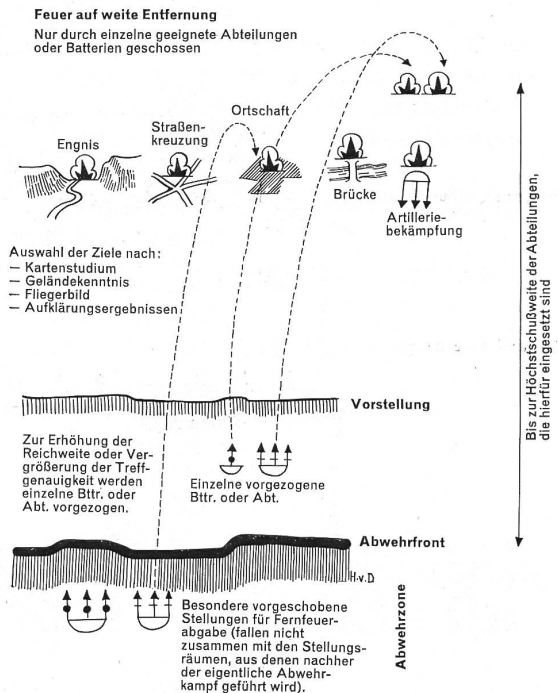 Feuer auf weite Entfernung
Nur durch einzelne geeignete Abteilungen
oder Batterien geschossen
Ortschaft
Straßen-
kreuzung
Engnis
Brücke
Artillerie-
bekämpfung
Auswahl der Ziele nach:
— Kartenstudium
— Geländekenntnis
— Fliegerbild
— Aufklärungsergebnissen
Bis zur Höchstschußweite der Abteilungen,
die hierfür eingesetzt sind
Vorstellung
Zur Erhöhung der
Reichweite oder Ver-
größerung der Treff-
genauigkeit werden
einzelne Bttr. oder
Abt. vorgezogen.
Einzelne vorgezogene
Bttr. oder Abt.
Abwehrfront
H.v.D
Besondere vorgeschobene
Stellungen für Fernfeuer-
abgabe (fallen nicht
zusammen mit den Stellungs-
räumen, aus denen nachher
der eigentliche Abwehr-
kampf geführt wird).
Abwehrzone